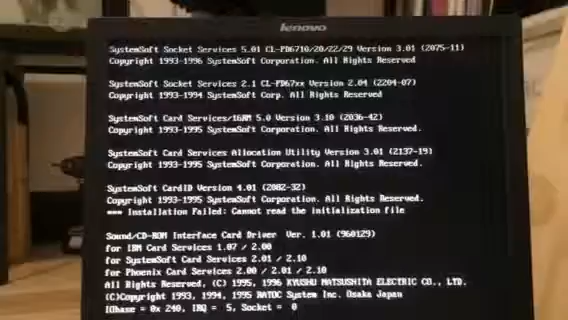 lenovo
SystemSoft Socket Services 5.01 CL-PD6710/20/22/29 Version 3.01 (2075-11)
Copyright 1993-1996 SystemSoft Corporation. All Rights Reserved
SystemSoft Socket Services 2.1 CL-PD67xx Version 2.04 (2204-07)
Copyright 1993-1994 SystemSoft Corp. All Rights Reserved
SystemSoft Card Services/16RM 5.0 Version 3.10 (2036-42)
Copyright 1993-1995 SystemSoft Corporation. All Rights Reserved.
SystemSoft Card Services Allocation Utility Version 3.01 (2137-19)
Copyright 1993-1995 SystemSoft Corporation. All Rights Reserved.
SystemSoft CardID Version 4.01 (2002-32)
Copyright 1993-1995 SystemSoft Corporation. All Rights Reserved.
*** Installation Failed: Cannot read the initialization file
Sound/CD-ROM Interface Card Driver Ver. 1.01 (960129)
for IBM Card Services 1.07 / 2.00
for SystemSoft Card Services 2.01 / 2.10
for Phoenix Card Services 2.00 / 2.01 / 2.10
All Rights Reserved, (C) 1995, 1996 KYUSHU MATSUSHITA ELECTRIC CO., LTD.
(C)Copyright 1993, 1994, 1995 RATOC System Inc. Osaka Japan
IObase = 0x 240, IRQ = 5, Socket = 0